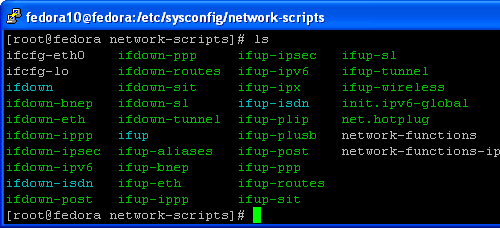 fedora10@fedora:/etc/sysconfig/network-scripts
[root@fedora network-scripts]# ls
ifcfg-eth0 ifdown-ppp ifup-ipsec ifup-sl
ifcfg-lo ifdown-routes ifup-ipv6 ifup-tunnel
ifdown ifdown-sit ifup-ipx ifup-wireless
ifdown-bnep ifdown-sl ifup-isdn init.ipv6-global
ifdown-eth ifdown-tunnel ifup-plip net.hotplug
ifdown-ippp ifup ifup-plusb network-functions
ifdown-ipsec ifup-aliases ifup-post network-functions-ip
ifdown-ipv6 ifup-bnep ifup-ppp
ifdown-isdn ifup-eth ifup-routes
ifdown-post ifup-ippp ifup-sit
[root@fedora network-scripts]#